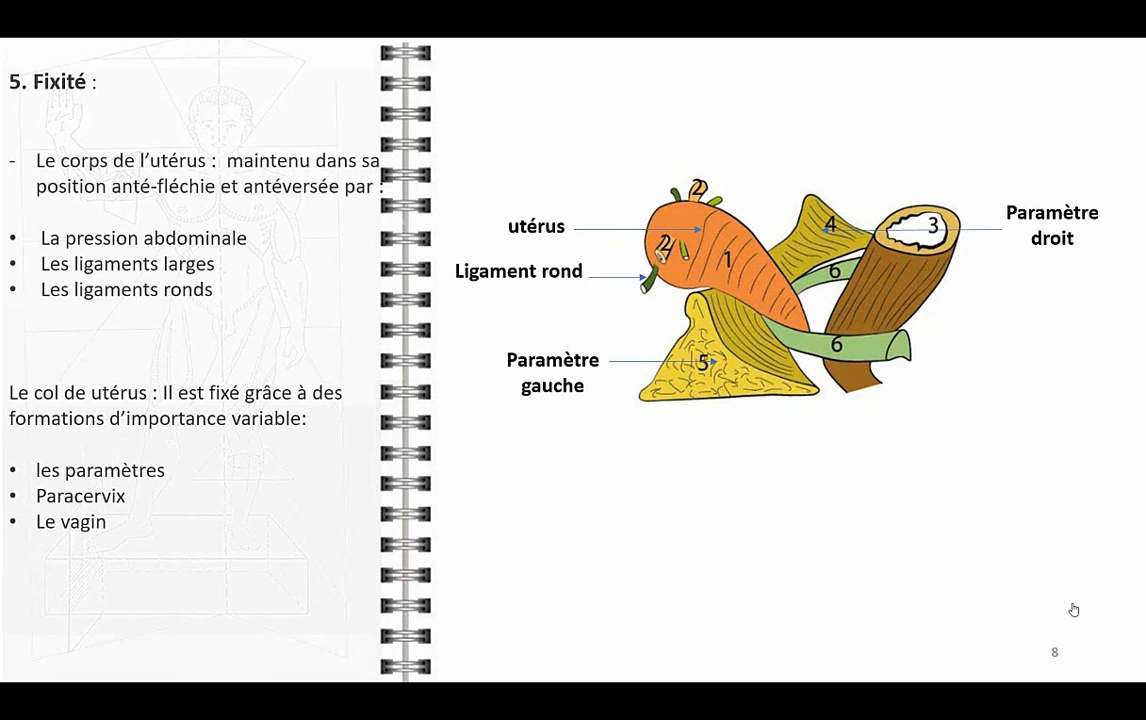 5. Fixité :
- Le corps de l’utérus : maintenu dans sa
position anté-fléchie et antéversée par :
• La pression abdominale
• Les ligaments larges
• Les ligaments ronds
Le col de utérus : Il est fixé grâce à des
formations d’importance variable:
• les paramètres
• Paracervix
• Le vagin
utérus
Ligament rond
Paramètre
gauche
Paramètre
droit
2
2
1
4
3
6
6
5
8